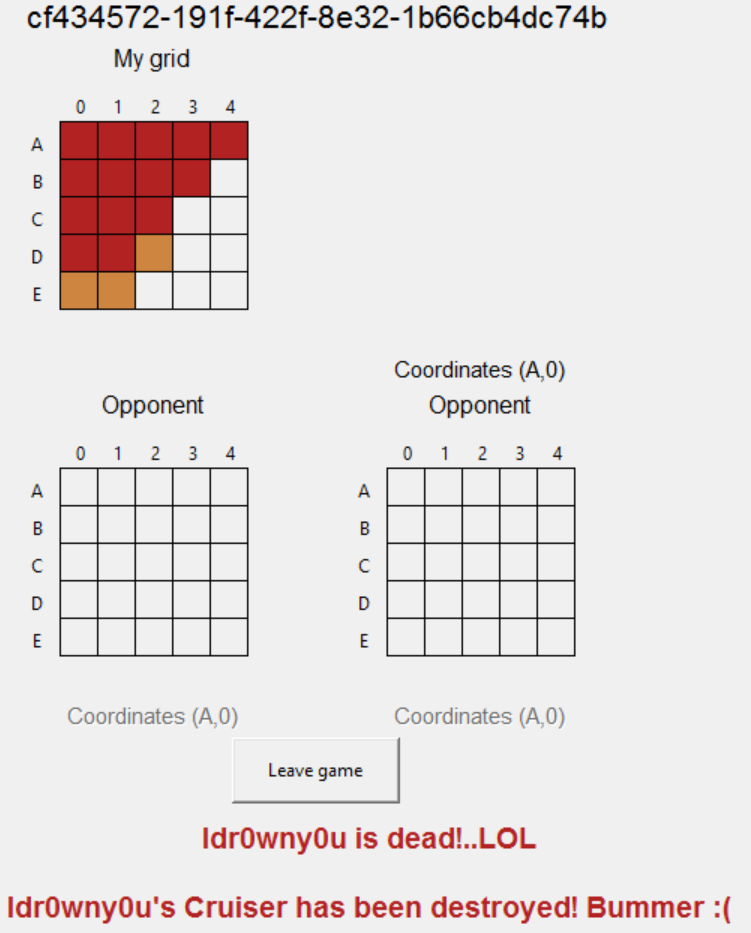 cf434572-191f-422f-8e32-1b66cb4dc74b
My grid
0 1 2 3 4
A
B
C
D
E
Coordinates (A,0)
Opponent Opponent
0 1 2 3 4 0 1 2 3 4
A A
B B
C C
D D
E E
Coordinates (A,0) Coordinates (A,0)
Leave game
Idr0wny0u is dead!..LOL
Idr0wny0u's Cruiser has been destroyed! Bummer :(